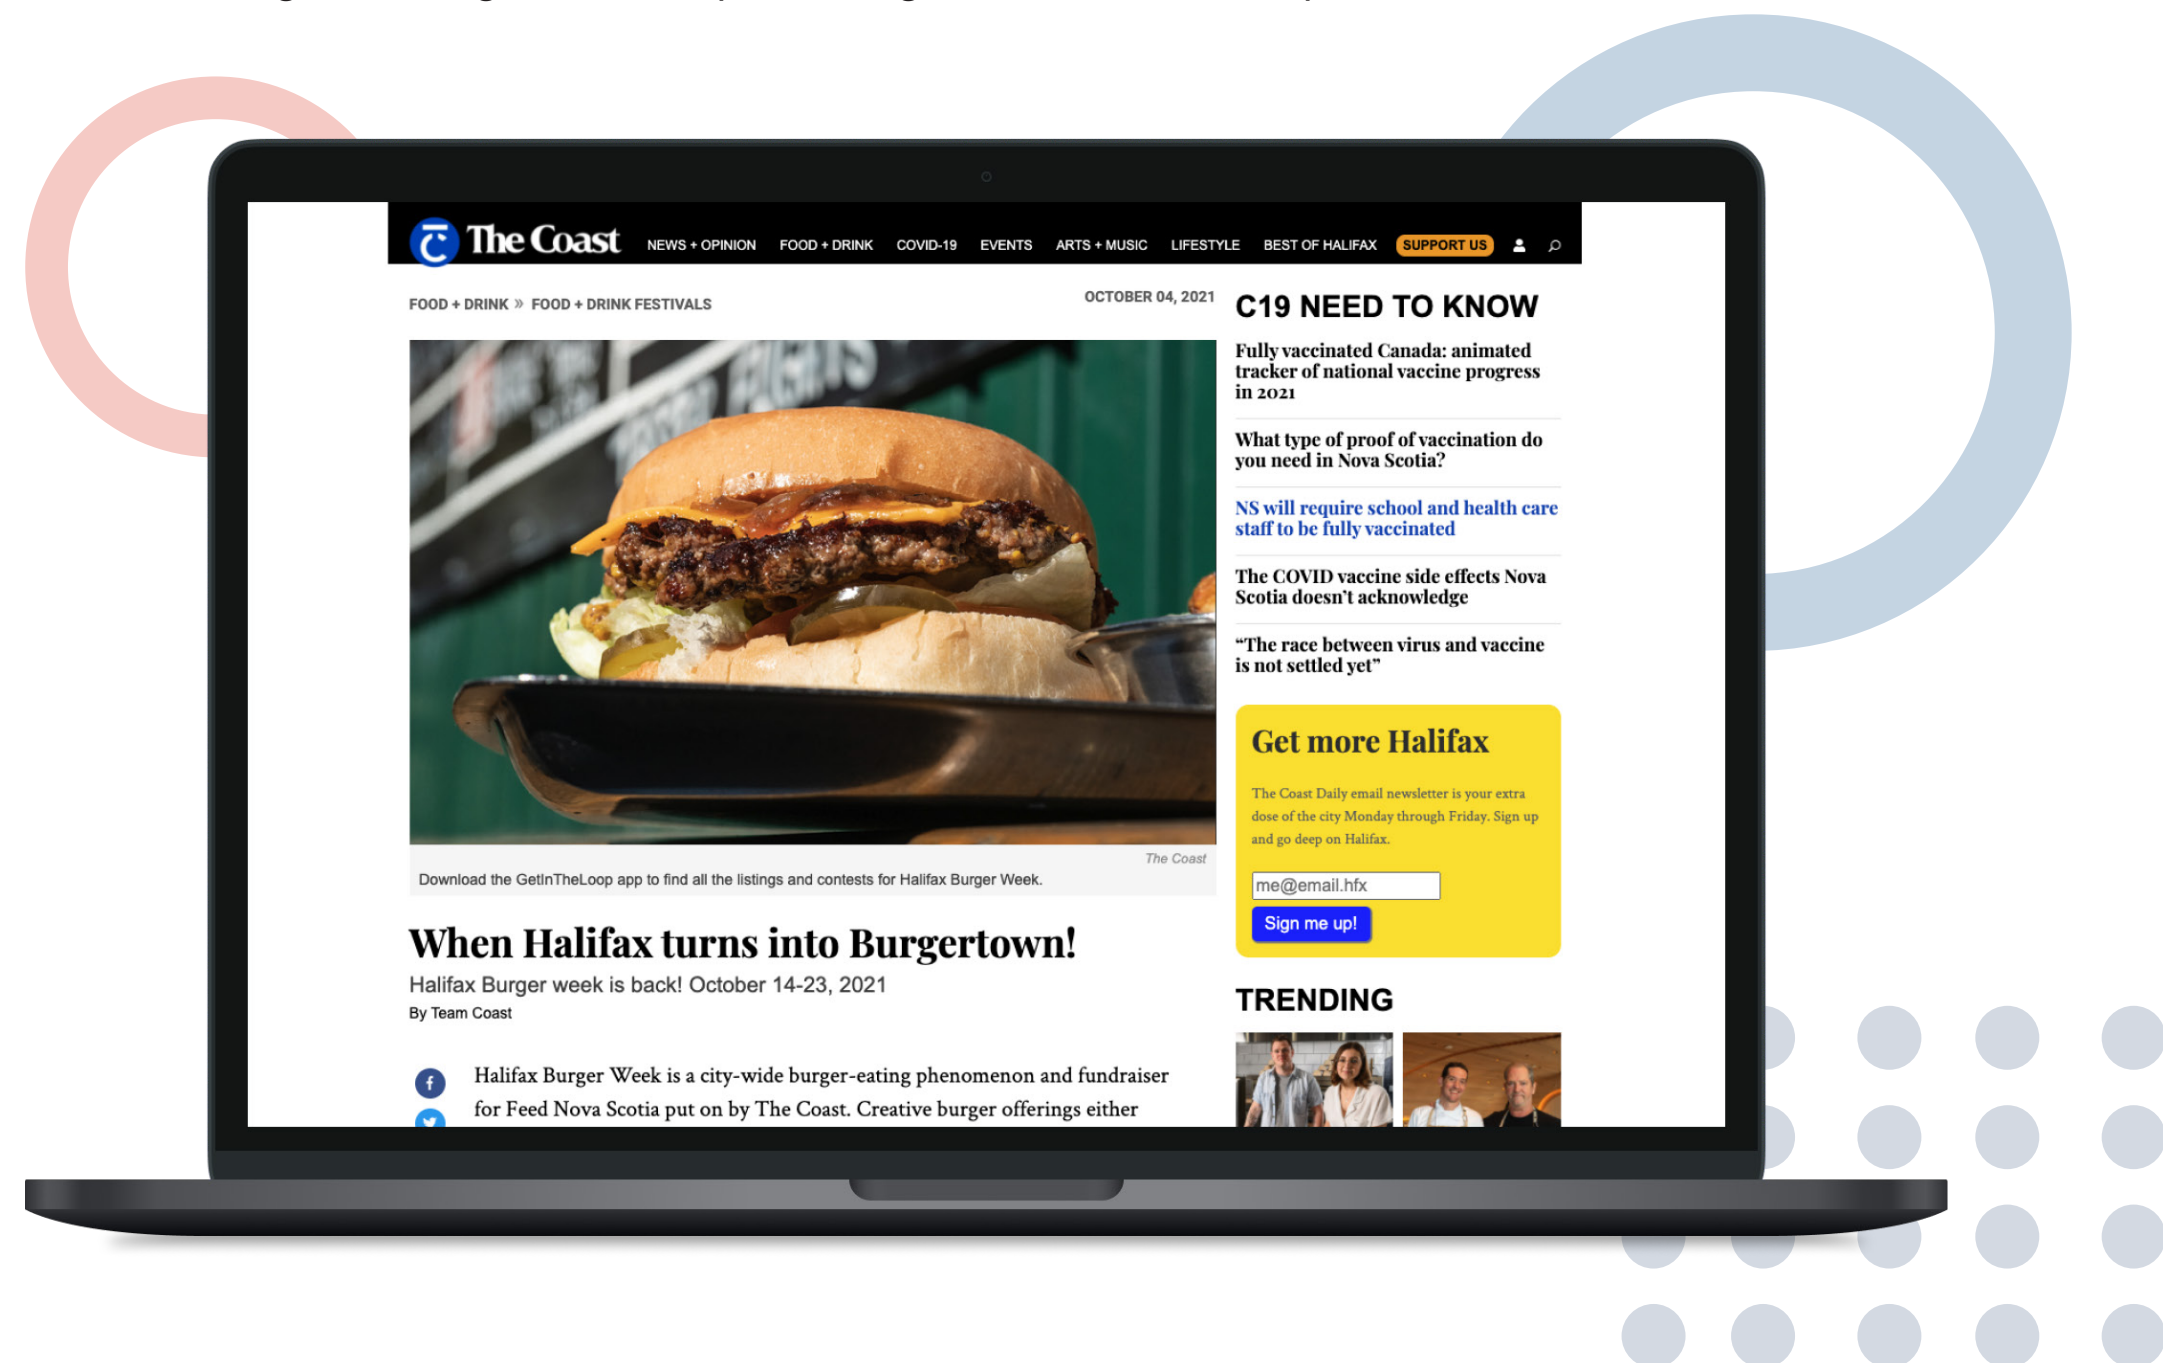 The Coast
NEWS + OPINION FOOD + DRINK COVID-19 EVENTS ARTS + MUSIC LIFESTYLE BEST OF HALIFAX SUPPORT US
FOOD + DRINK » FOOD + DRINK FESTIVALS
OCTOBER 04, 2021
The Coast
Download the GetInTheLoop app to find all the listings and contests for Halifax Burger Week.
When Halifax turns into Burgertown!
Halifax Burger week is back! October 14-23, 2021
By Team Coast
Halifax Burger Week is a city-wide burger-eating phenomenon and fundraiser
for Feed Nova Scotia put on by The Coast. Creative burger offerings either
C19 NEED TO KNOW
Fully vaccinated Canada: animated
tracker of national vaccine progress
in 2021
What type of proof of vaccination do
you need in Nova Scotia?
NS will require school and health care
staff to be fully vaccinated
The COVID vaccine side effects Nova
Scotia doesn't acknowledge
“The race between virus and vaccine
is not settled yet”
Get more Halifax
The Coast Daily email newsletter is your extra
dose of the city Monday through Friday. Sign up
and go deep on Halifax.
me@email.hfx
Sign me up!
TRENDING